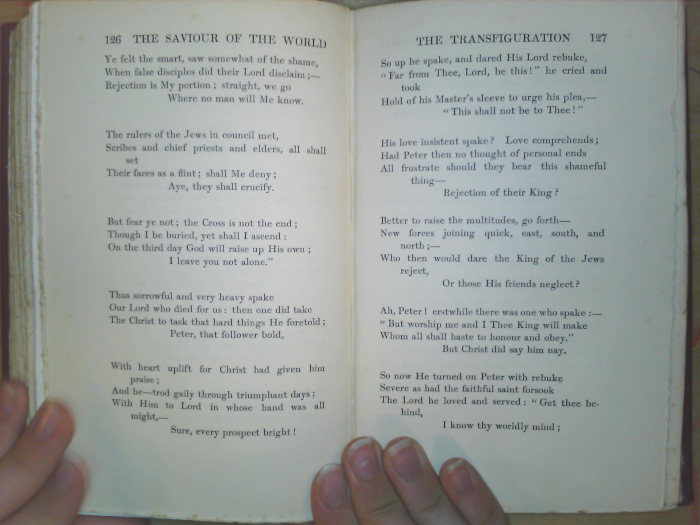 126 THE SAVIOUR OF THE WORLD
Ye felt the smart, saw somewhat of the shame,
When false disciples did their Lord disclaim ;—
Rejection is My portion ; straight, we go
Where no man will Me know.
The rulers of the Jews in council met,
Scribes and chief priests and elders, all shall
set
Their faces as a flint ; shall Me deny ;
Aye, they shall crucify.
But fear ye not ; the Cross is not the end ;
Though I be buried, yet shall I ascend :
On the third day God will raise up His own ;
I leave you not alone."
Thus sorrowful and very heavy spake
Our Lord who died for us : then one did take
The Christ to task that hard things He foretold ;
Peter, that follower bold,
With heart uplift for Christ had given him
praise ;
And he—trod gaily through triumphant days ;
With Him to Lord in whose hand was all
might,—
Sure, every prospect bright !
THE TRANSFIGURATION 127
So up he spake, and dared His Lord rebuke,
" Far from Thee, Lord, be this ! " he cried and
took
Hold of his Master's sleeve to urge his plea,—
" This shall not be to Thee ! "
His love insistent spake ? Love comprehends ;
Had Peter then no thought of personal ends
All frustrate should they bear this shameful
thing—
Rejection of their King ?
Better to raise the multitudes, go forth—
New forces joining quick, east, south, and
north ;—
Who then would dare the King of the Jews
reject,
Or those His friends neglect ?
Ah, Peter ! erstwhile there was one who spake :—
" But worship me and I Thee King will make
Whom all shall haste to honour and obey."
But Christ did say him nay.
So now He turned on Peter with rebuke
Severe as had the faithful saint forsook
The Lord he loved and served : " Get thee be-
hind,
I know thy worldly mind ;